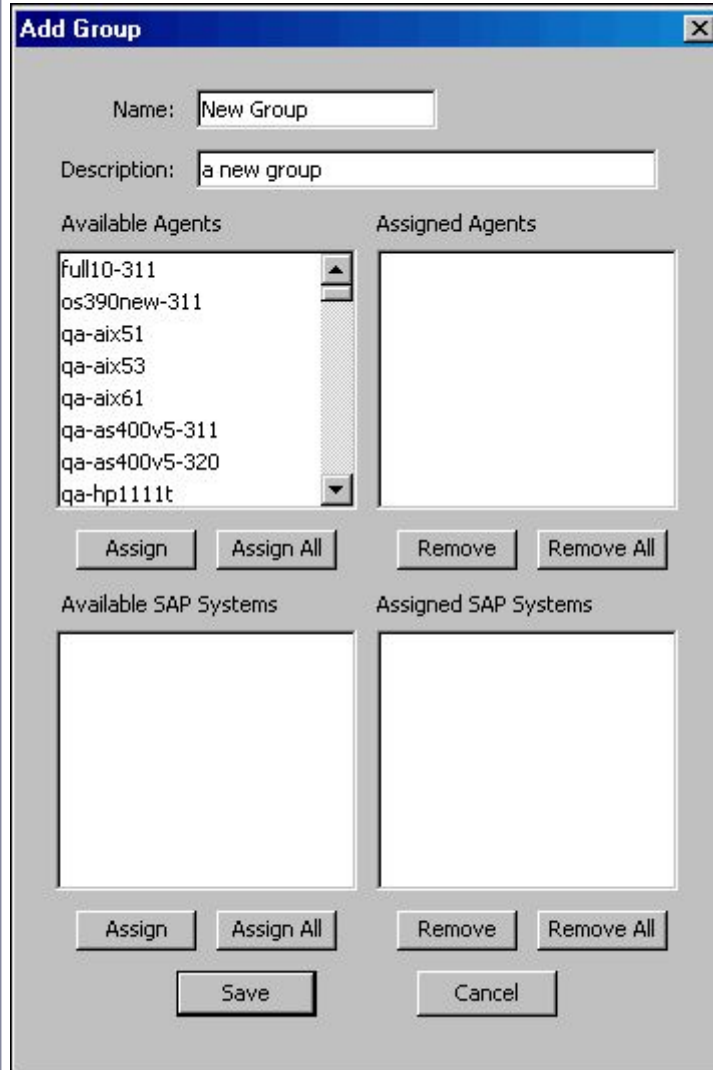 Add Group
Name: New Group
Description: a new group
Available Agents Assigned Agents
full10-311
os390new-311
qa-aix51
qa-aix53
qa-aix61
qa-as400v5-311
qa-as400v5-320
qa-hp1111t
Assign Assign All Remove Remove All
Available SAP Systems Assigned SAP Systems
Assign Assign All Remove Remove All
Save Cancel